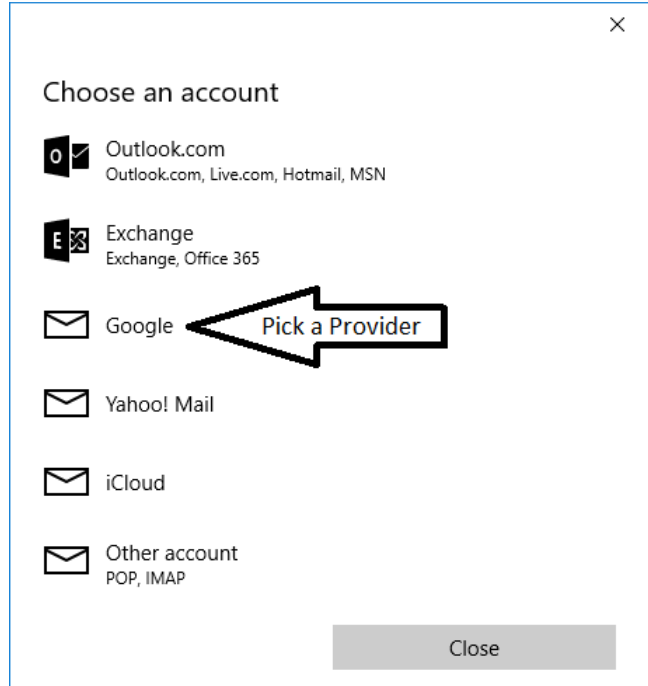 Choose an account
Outlook.com
Outlook.com, Live.com, Hotmail, MSN
Exchange
Exchange, Office 365
Google
Pick a Provider
Yahoo! Mail
iCloud
Other account
POP, IMAP
Close